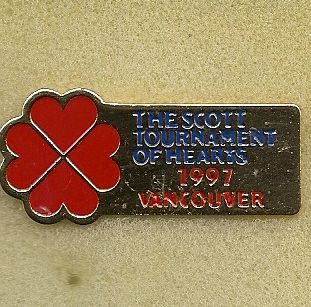 THE SCOTT
TOURNAMENT
OF HEARTS
1997
VANCOUVER